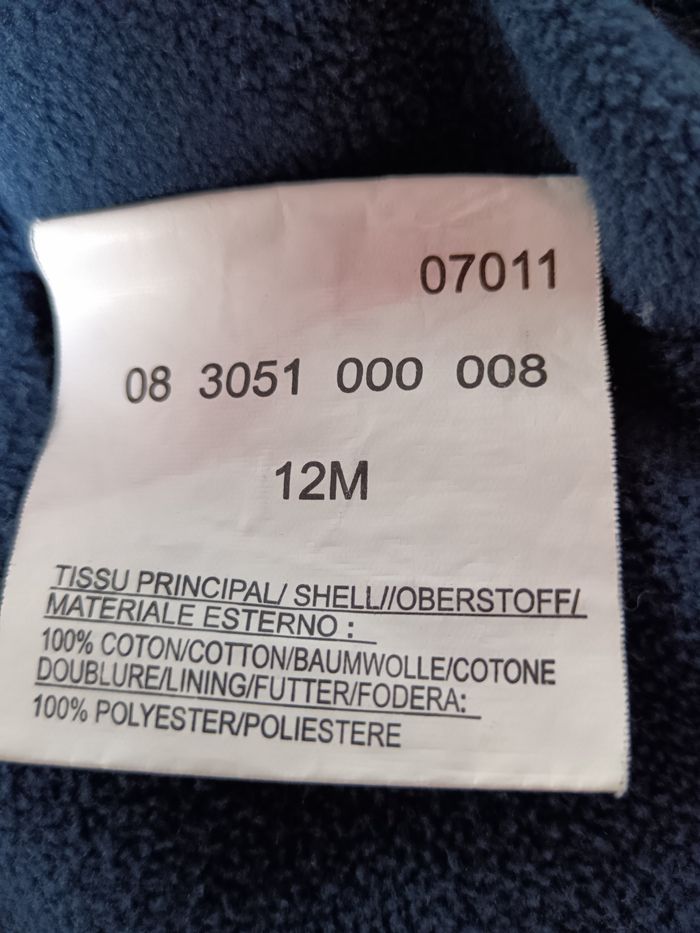 07011
08 3051 000 008
12M
TISSU PRINCIPAL/ SHELL//OBERSTOFF/
MATERIALE ESTERNO :
100% COTON/COTTON/BAUMWOLLE/COTONE
DOUBLURE/LINING/FUTTER/FODERA:
100% POLYESTER/POLIESTERE